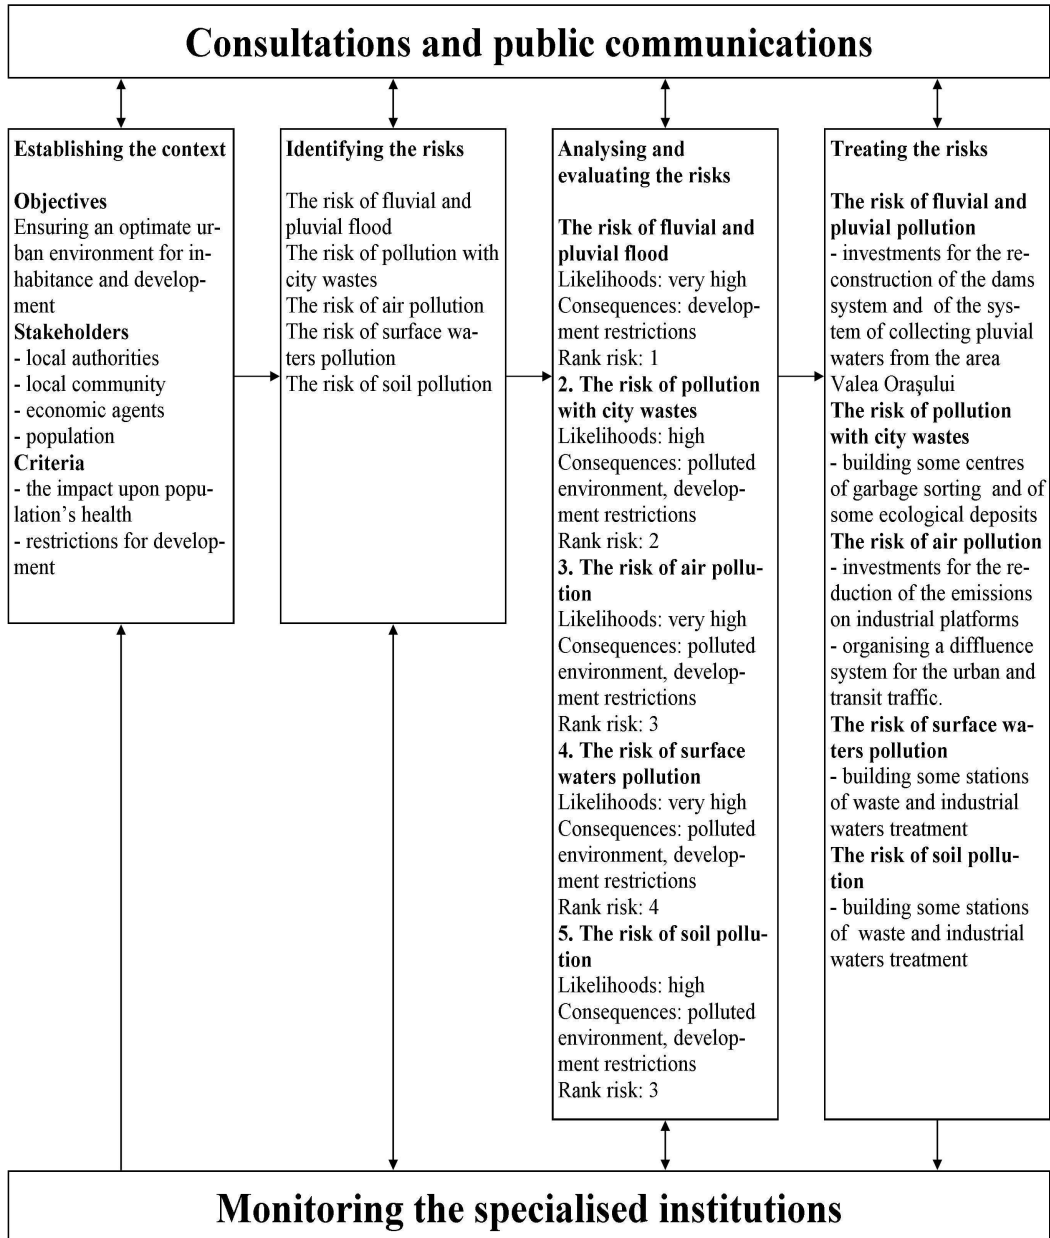 Consultations and public communications
Establishing the context
Objectives
Ensuring an optimate ur-
ban environment for in-
habitance and develop-
ment
Stakeholders
- local authorities
- local community
- economic agents
- population
Criteria
- the impact upon popu-
lation's health
- restrictions for develop-
ment
Identifying the risks
The risk of fluvial and
pluvial flood
The risk of pollution with
city wastes
The risk of air pollution
The risk of surface wa-
ters pollution
The risk of soil pollution
Analysing and
evaluating the risks
The risk of fluvial and
pluvial flood
Likelihoods: very high
Consequences: develop-
ment restrictions
Rank risk: 1
2. The risk of pollution
with city wastes
Likelihoods: high
Consequences: polluted
environment, develop-
ment restrictions
Rank risk: 2
3. The risk of air pollu-
tion
Likelihoods: very high
Consequences: polluted
environment, develop-
ment restrictions
Rank risk: 3
4. The risk of surface
waters pollution
Likelihoods: very high
Consequences: polluted
environment, develop-
ment restrictions
Rank risk: 4
5. The risk of soil pollu-
tion
Likelihoods: high
Consequences: polluted
environment, develop-
ment restrictions
Rank risk: 3
Treating the risks
The risk of fluvial and
pluvial pollution
- investments for the re-
construction of the dams
system and of the sys-
tem of collecting pluvial
waters from the area
Valea Oraşului
The risk of pollution
with city wastes
- building some centres
of garbage sorting and of
some ecological deposits
The risk of air pollution
- investments for the re-
duction of the emissions
on industrial platforms
- organising a diffluence
system for the urban and
transit traffic.
The risk of surface wa-
ters pollution
- building some stations
of waste and industrial
waters treatment
The risk of soil pollu-
tion
- building some stations
of waste and industrial
waters treatment
Monitoring the specialised institutions